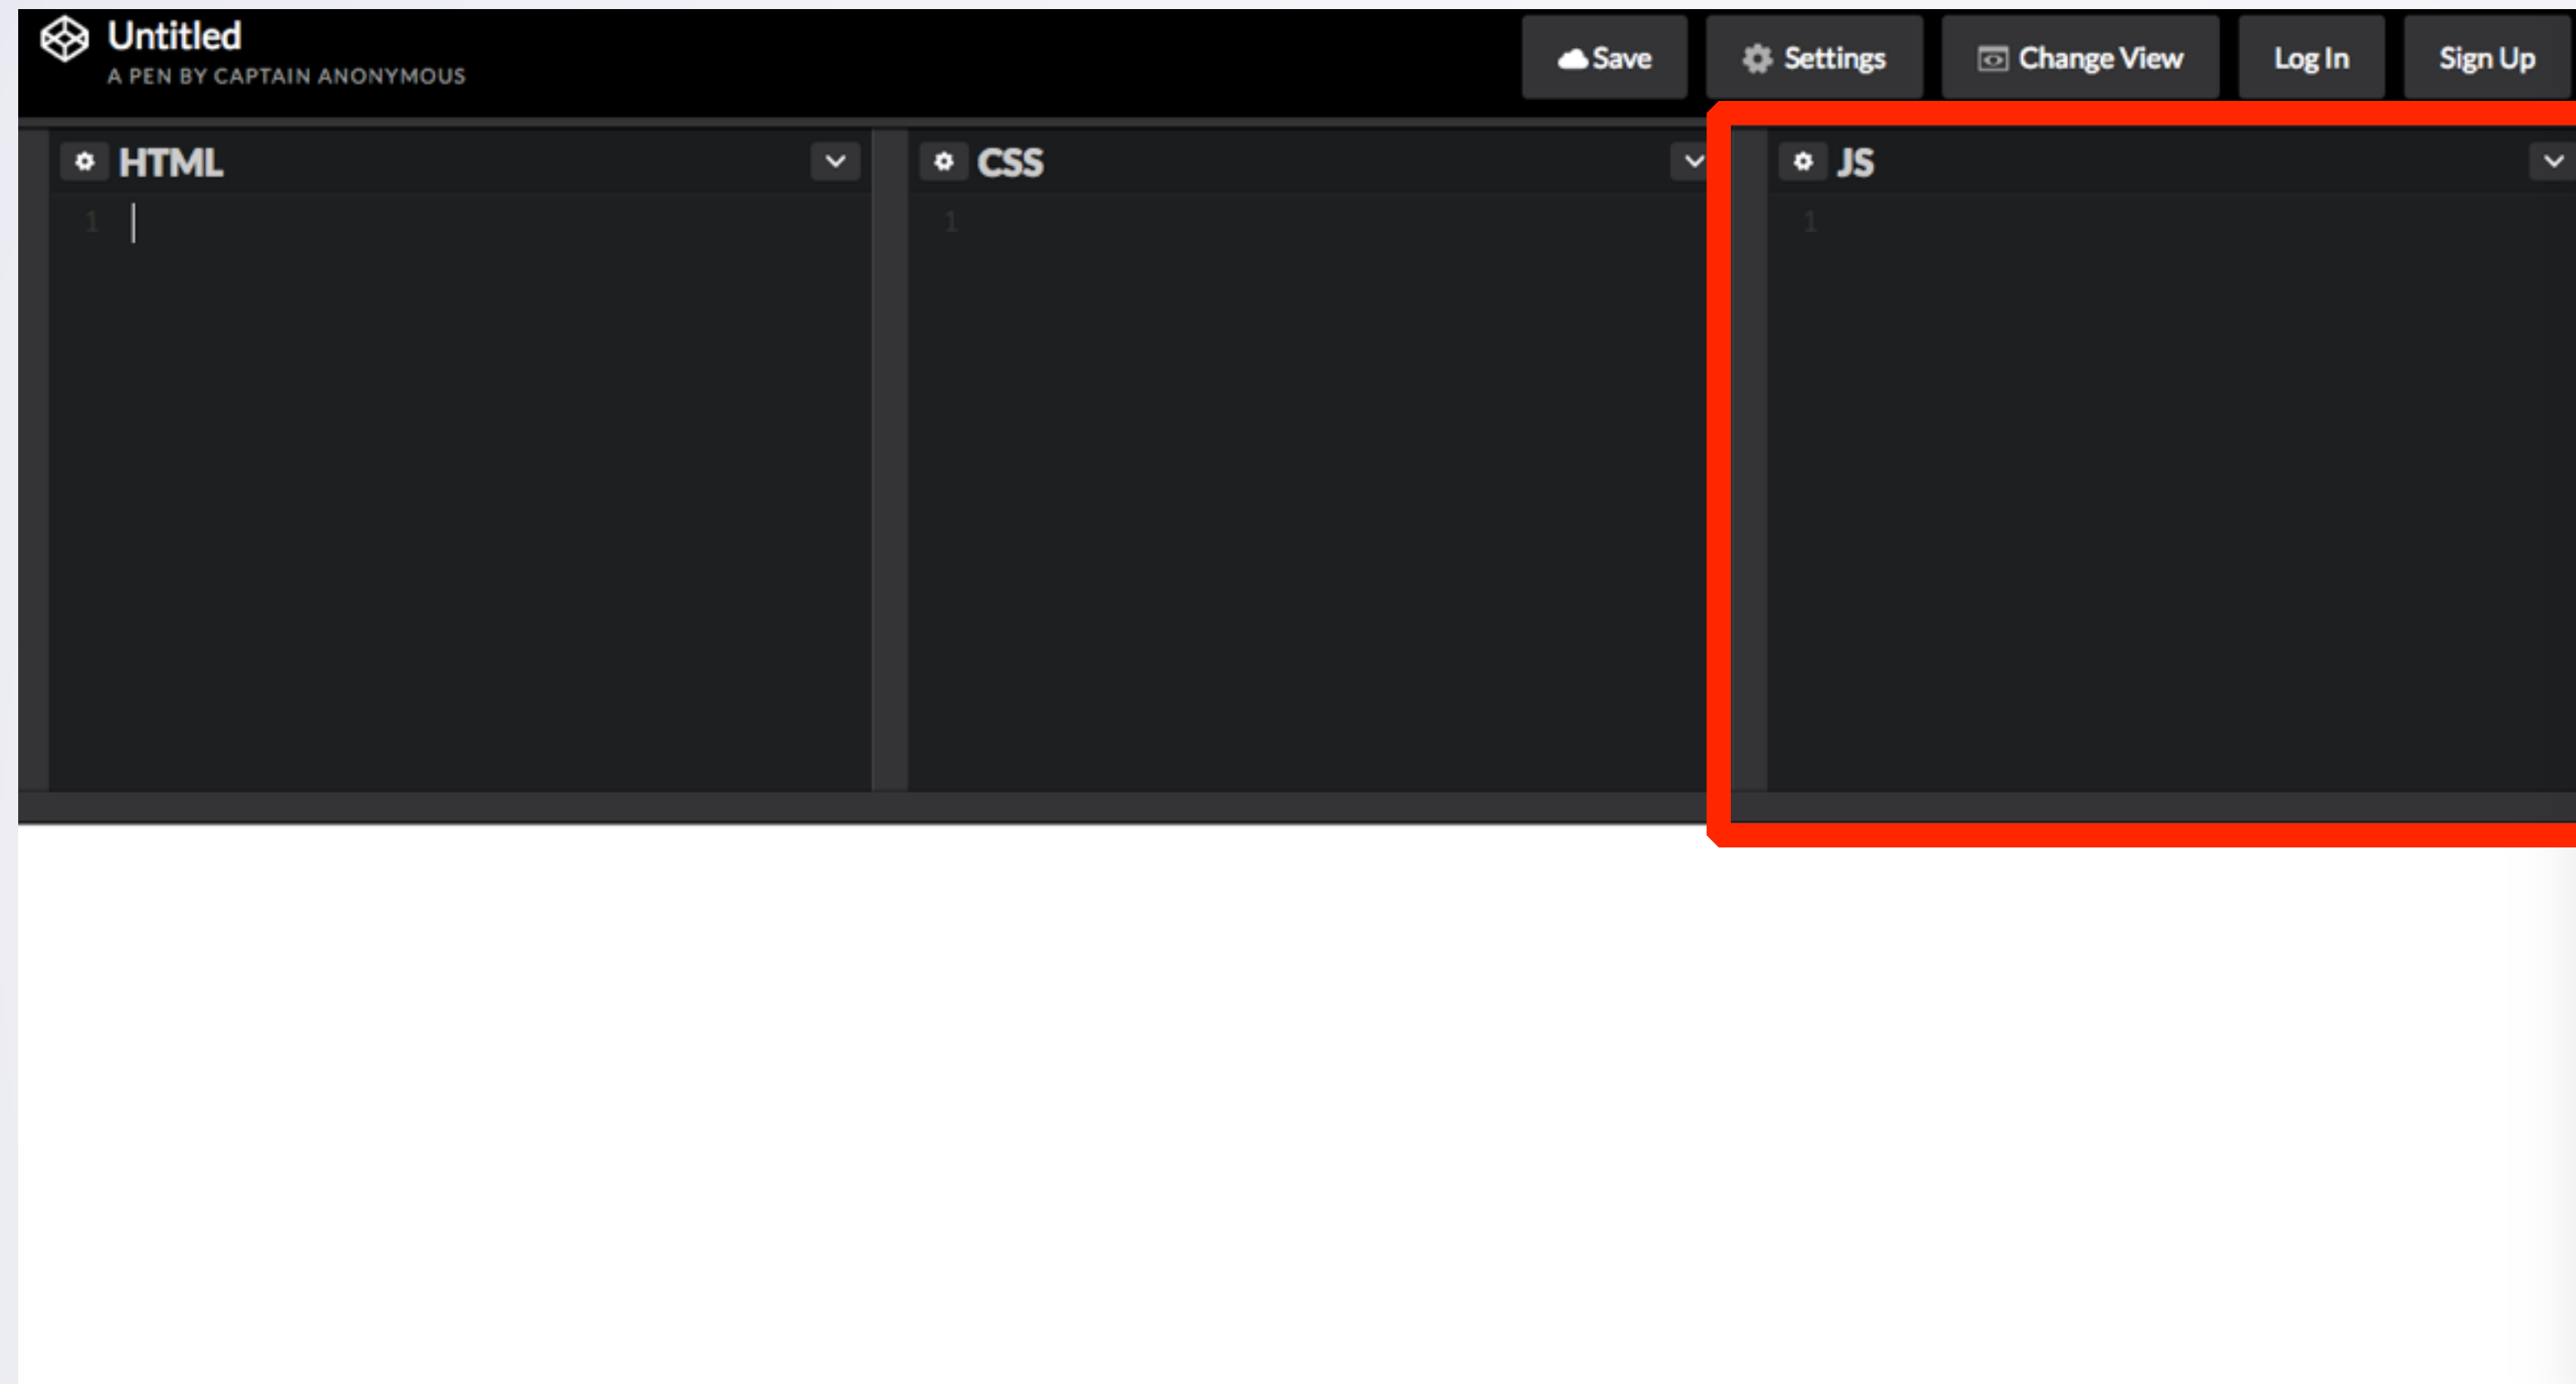 Untitled
A PEN BY CAPTAIN ANONYMOUS
Save
Settings
Change View
Log In
Sign Up
HTML
CSS
JS
1
1
1